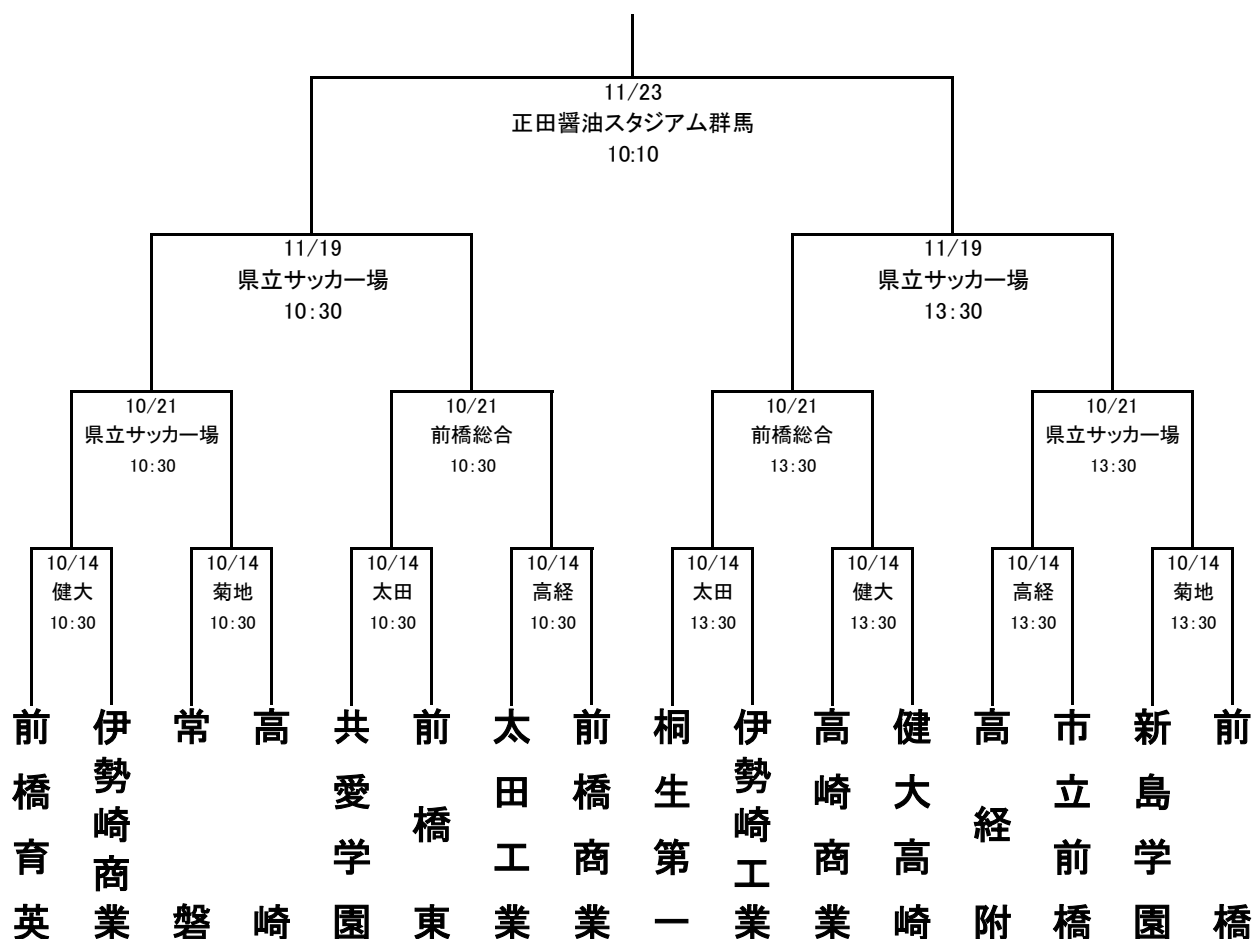 11/23
正田醤油スタジアム群馬
10:10
11/19
県立サッカー場
10:30
11/19
県立サッカー場
13:30
10/21
県立サッカー場
10:30
10/21
前橋総合
10:30
10/21
前橋総合
13:30
10/21
県立サッカー場
13:30
10/14
健大
10:30
10/14
菊地
10:30
10/14
太田
10:30
10/14
高経
10:30
10/14
太田
13:30
10/14
健大
13:30
10/14
高経
13:30
10/14
菊地
13:30
前橋育英
伊勢崎商業
常磐
高崎
共愛学園
前橋東
太田工業
前橋商業
桐生第一
伊勢崎工業
高崎商業
健大高崎
高経附
市立前橋
新島学園
前橋